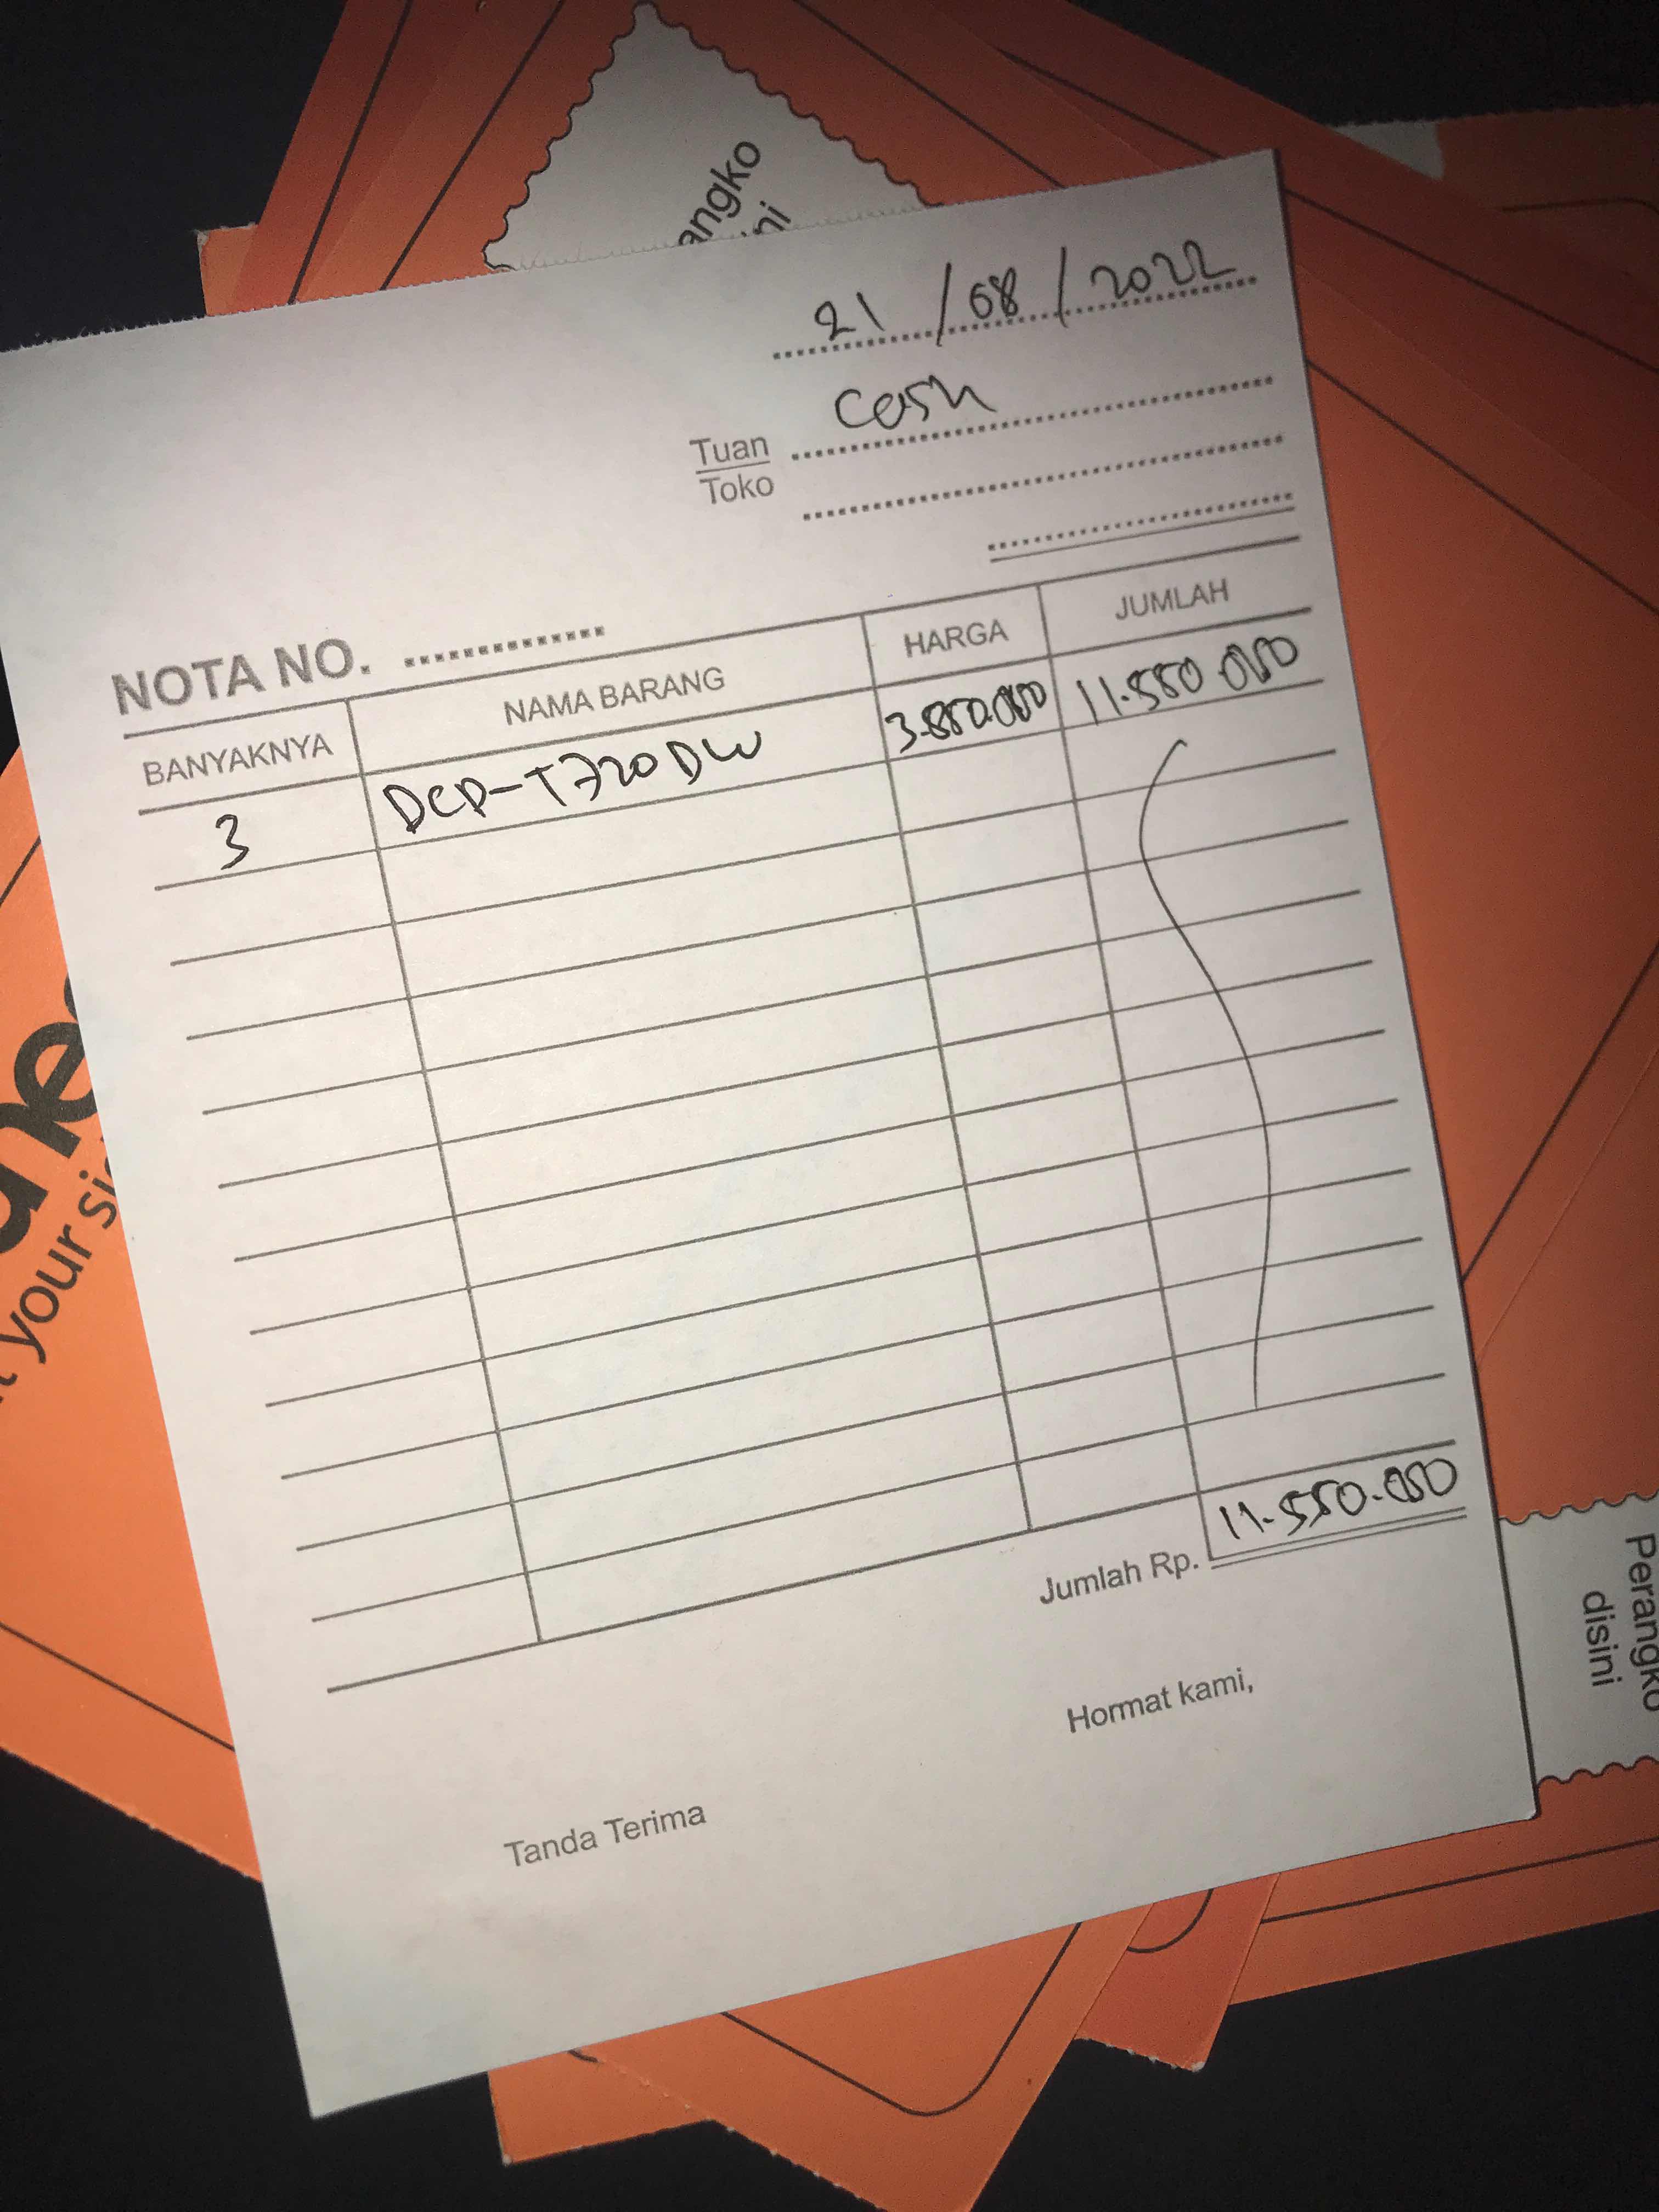 angko
ini
21/08/2022
Tuan Cash
Toko
NOTA NO.
BANYAKNYA NAMA BARANG HARGA JUMLAH
3 DCP-T720DW 3.850.000 11.550.000
Jumlah Rp. 11.550.000
Hormat kami,
Tanda Terima
your si
Perangko
disini